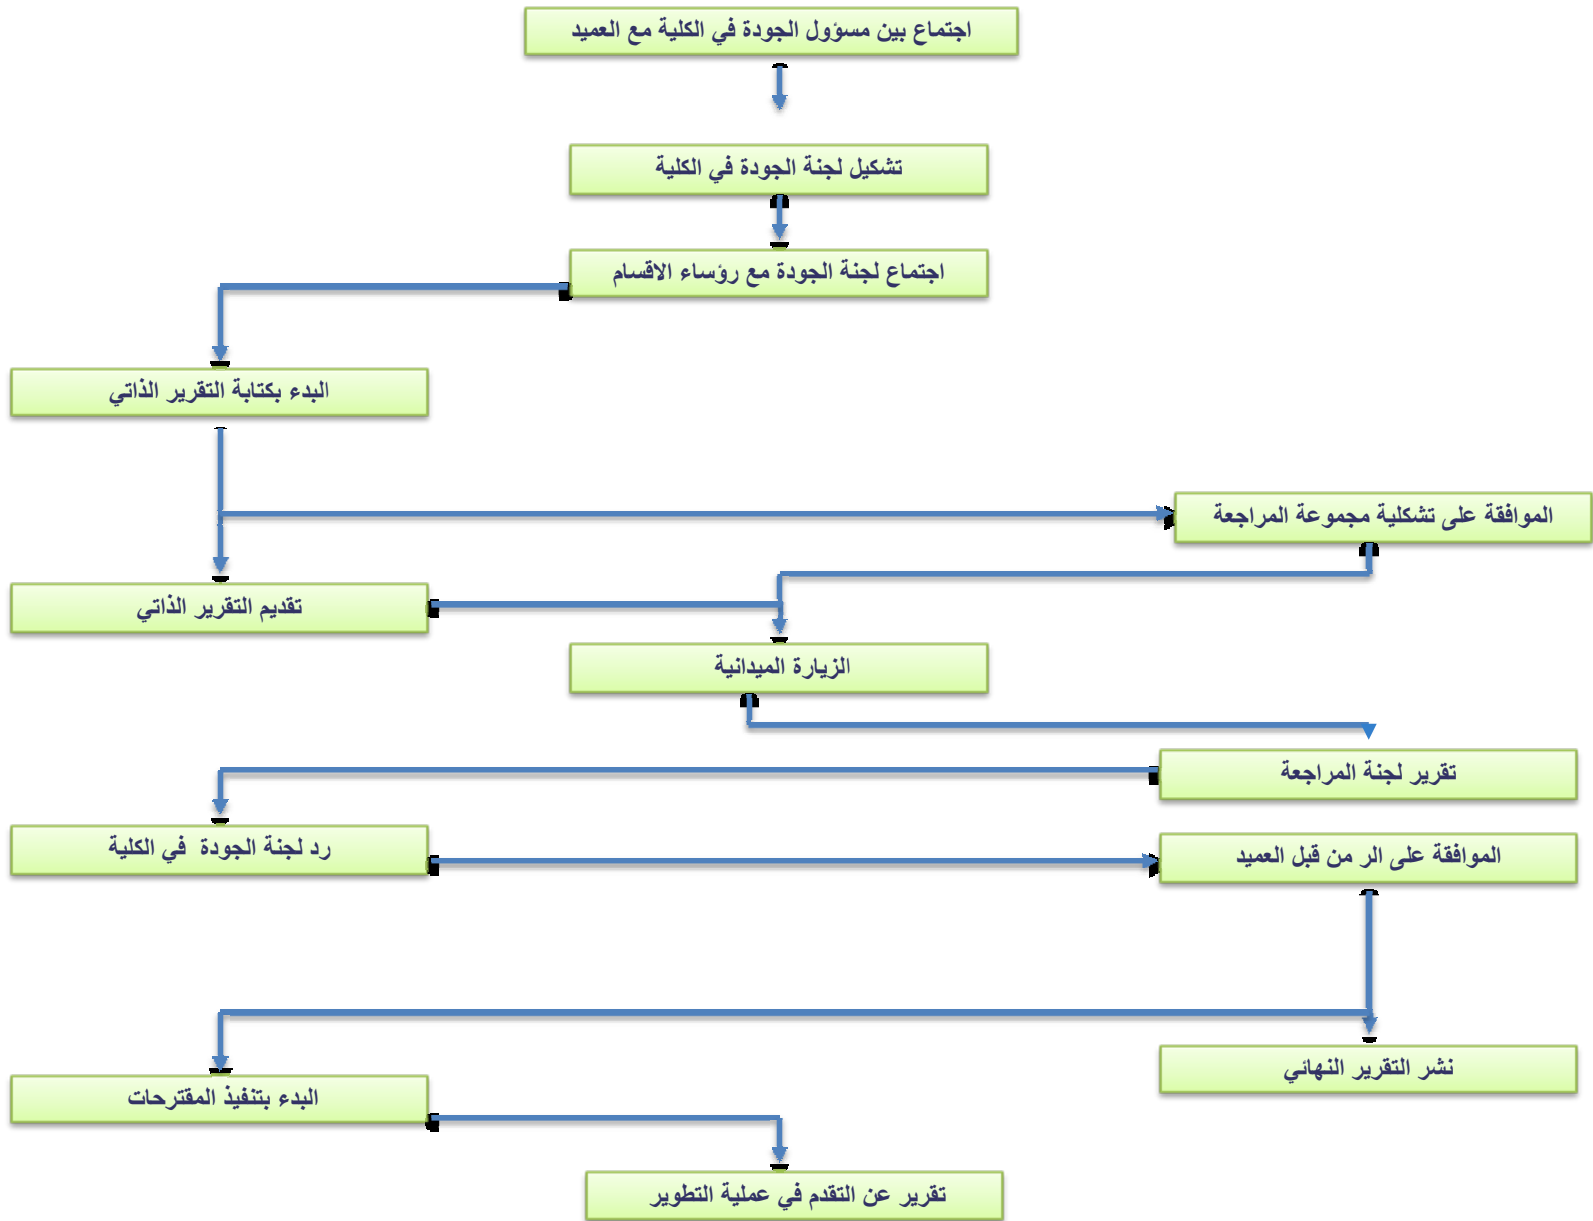 اجتماع بين مسؤول الجودة في الكلية مع العميد
تشكيل لجنة الجودة في الكلية
اجتماع لجنة الجودة مع رؤساء الاقسام
البدء بكتابة التقرير الذاتي
الموافقة على تشكلية مجموعة المراجعة
تقديم التقرير الذاتي
الزيارة الميدانية
تقرير لجنة المراجعة
رد لجنة الجودة في الكلية
الموافقة على الر من قبل العميد
نشر التقرير النهائي
البدء بتنفيذ المقترحات
تقرير عن التقدم في عملية التطوير